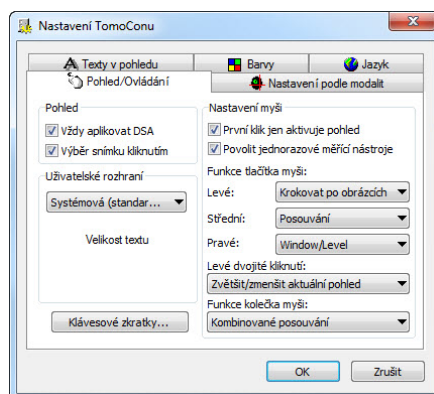 Nastavení TomoConu
Texty v pohledu
Barvy
Jazyk
Pohled/Ovládání
Nastavení podle modalit
Pohled
Vždy aplikovat DSA
Výběr snímku kliknutím
Uživatelské rozhraní
Systémová (standar...
Velikost textu
Klávesové zkratky...
Nastavení myši
První klik jen aktivuje pohled
Povolit jednorazové měřící nástroje
Funkce tlačítka myši:
Levé: Krokovat po obrázcích
Střední: Posouvání
Pravé: Window/Level
Levé dvojité kliknutí:
Zvětšit/zmenšit aktuální pohled
Funkce kolečka myši:
Kombinované posouvání
OK
Zrušit